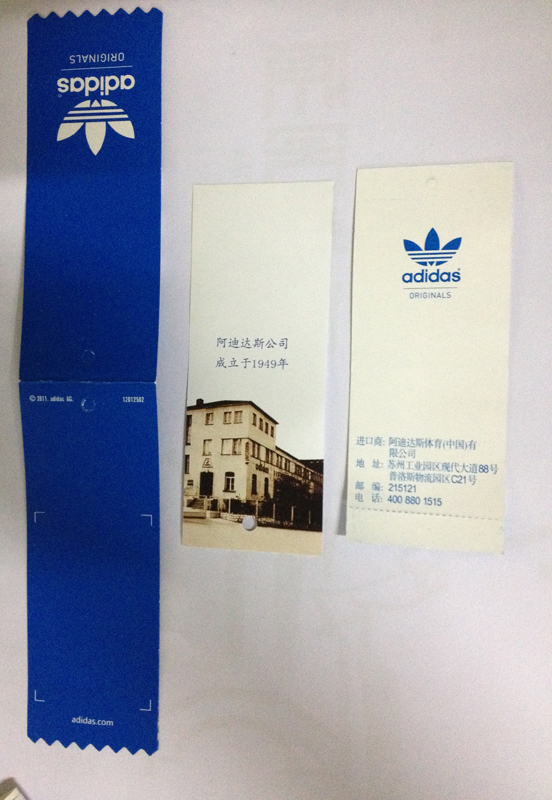 adidas
ORIGINALS
© 2011. adidas AG.
12012502
adidas.com
阿迪达斯公司
成立于1949年
adidas
adidas
ORIGINALS
进口商: 阿迪达斯体育(中国)有
限公司
地 址: 苏州工业园区现代大道88号
普洛斯物流园区C21号
邮 编: 215121
电 话: 400 880 1515